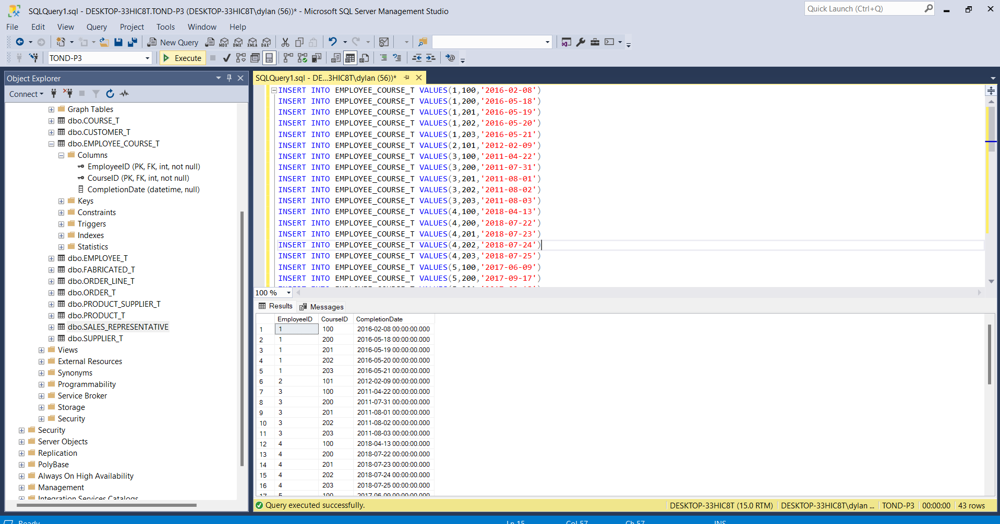 SQLQuery1.sql - DESKTOP-33HIC8T.TOND-P3 (DESKTOP-33HIC8T\dylan (56))* - Microsoft SQL Server Management Studio
Quick Launch (Ctrl+Q)
File Edit View Query Project Tools Window Help
New Query MDX DMX XMLA DAX
TOND-P3 Execute
Object Explorer
Connect
Graph Tables
dbo.COURSE_T
dbo.CUSTOMER_T
dbo.EMPLOYEE_COURSE_T
Columns
EmployeeID (PK, FK, int, not null)
CourseID (PK, FK, int, not null)
CompletionDate (datetime, null)
Keys
Constraints
Triggers
Indexes
Statistics
dbo.EMPLOYEE_T
dbo.FABRICATED_T
dbo.ORDER_LINE_T
dbo.ORDER_T
dbo.PRODUCT_SUPPLIER_T
dbo.PRODUCT_T
dbo.SALES_REPRESENTATIVE
dbo.SUPPLIER_T
Views
External Resources
Synonyms
Programmability
Service Broker
Storage
Security
Security
Server Objects
Replication
PolyBase
Always On High Availability
Management
Integration Services Catalogs
SQLQuery1.sql - DE...3HIC8T\dylan (56))*
INSERT INTO EMPLOYEE_COURSE_T VALUES(1,100,'2016-02-08')
INSERT INTO EMPLOYEE_COURSE_T VALUES(1,200,'2016-05-18')
INSERT INTO EMPLOYEE_COURSE_T VALUES(1,201,'2016-05-19')
INSERT INTO EMPLOYEE_COURSE_T VALUES(1,202,'2016-05-20')
INSERT INTO EMPLOYEE_COURSE_T VALUES(1,203,'2016-05-21')
INSERT INTO EMPLOYEE_COURSE_T VALUES(2,101,'2012-02-09')
INSERT INTO EMPLOYEE_COURSE_T VALUES(3,100,'2011-04-22')
INSERT INTO EMPLOYEE_COURSE_T VALUES(3,200,'2011-07-31')
INSERT INTO EMPLOYEE_COURSE_T VALUES(3,201,'2011-08-01')
INSERT INTO EMPLOYEE_COURSE_T VALUES(3,202,'2011-08-02')
INSERT INTO EMPLOYEE_COURSE_T VALUES(3,203,'2011-08-03')
INSERT INTO EMPLOYEE_COURSE_T VALUES(4,100,'2018-04-13')
INSERT INTO EMPLOYEE_COURSE_T VALUES(4,200,'2018-07-22')
INSERT INTO EMPLOYEE_COURSE_T VALUES(4,201,'2018-07-23')
INSERT INTO EMPLOYEE_COURSE_T VALUES(4,202,'2018-07-24')
INSERT INTO EMPLOYEE_COURSE_T VALUES(4,203,'2018-07-25')
INSERT INTO EMPLOYEE_COURSE_T VALUES(5,100,'2017-06-09')
INSERT INTO EMPLOYEE_COURSE_T VALUES(5,200,'2017-09-17')
100 %
Results Messages
EmployeeID CourseID CompletionDate
1 1 100 2016-02-08 00:00:00.000
2 1 200 2016-05-18 00:00:00.000
3 1 201 2016-05-19 00:00:00.000
4 1 202 2016-05-20 00:00:00.000
5 1 203 2016-05-21 00:00:00.000
6 2 101 2012-02-09 00:00:00.000
7 3 100 2011-04-22 00:00:00.000
8 3 200 2011-07-31 00:00:00.000
9 3 201 2011-08-01 00:00:00.000
10 3 202 2011-08-02 00:00:00.000
11 3 203 2011-08-03 00:00:00.000
12 4 100 2018-04-13 00:00:00.000
13 4 200 2018-07-22 00:00:00.000
14 4 201 2018-07-23 00:00:00.000
15 4 202 2018-07-24 00:00:00.000
16 4 203 2018-07-25 00:00:00.000
17 5 100 2017-06-09 00:00:00.000
Query executed successfully. DESKTOP-33HIC8T (15.0 RTM) DESKTOP-33HIC8T\dylan ... TOND-P3 00:00:00 43 rows
Ready Ln 15 Col 57 Ch 57 INS